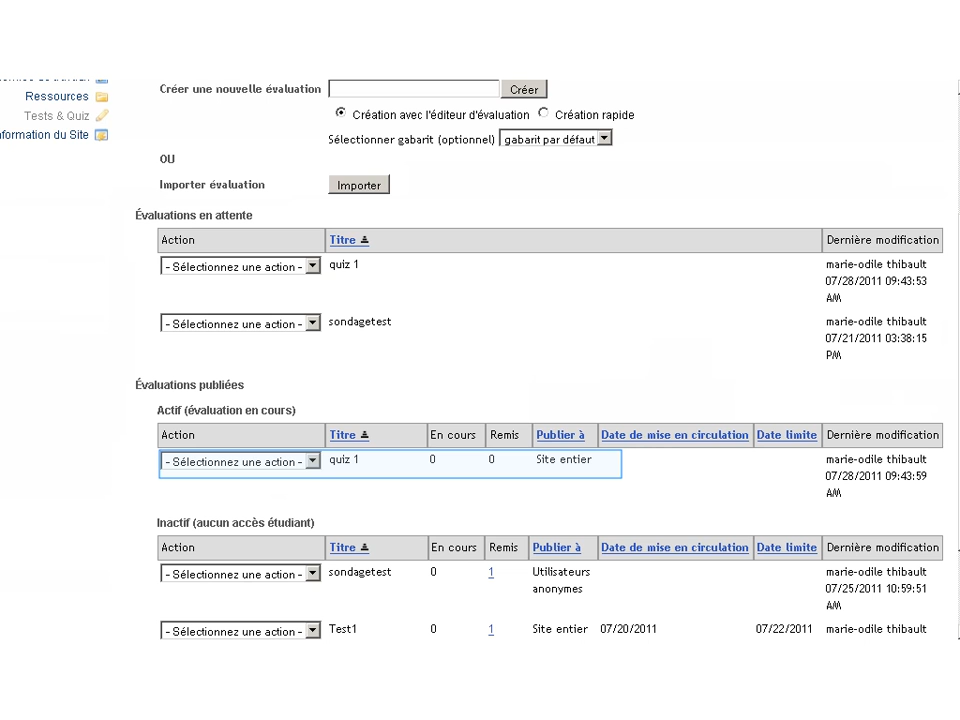 Ressources
Tests & Quiz
Information du Site
Créer une nouvelle évaluation Créer
Création avec l'éditeur d'évaluation Création rapide
Sélectionner gabarit (optionnel) gabarit par défaut
OU
Importer évaluation Importer
Évaluations en attente
Action Titre Dernière modification
- Sélectionnez une action - quiz 1 marie-odile thibault
07/28/2011 09:43:53
AM
- Sélectionnez une action - sondagetest marie-odile thibault
07/21/2011 03:38:15
PM
Évaluations publiées
Actif (évaluation en cours)
Action Titre En cours Remis Publier à Date de mise en circulation Date limite Dernière modification
- Sélectionnez une action - quiz 1 0 0 Site entier marie-odile thibault
07/28/2011 09:43:59
AM
Inactif (aucun accès étudiant)
Action Titre En cours Remis Publier à Date de mise en circulation Date limite Dernière modification
- Sélectionnez une action - sondagetest 0 1 Utilisateurs marie-odile thibault
anonymes 07/25/2011 10:59:51
AM
- Sélectionnez une action - Test1 0 1 Site entier 07/20/2011 07/22/2011 marie-odile thibault